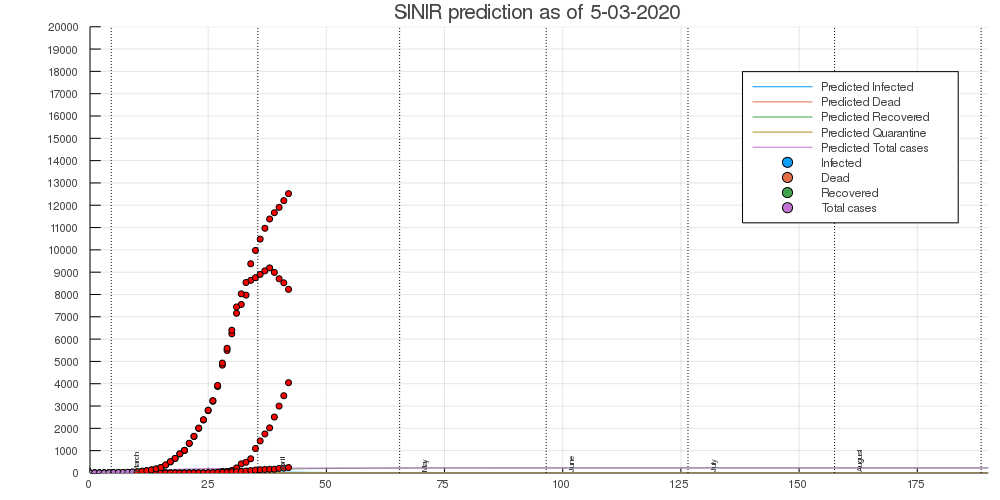 SINIR prediction as of 5-03-2020
20000
19000
18000
17000
16000
15000
14000
13000
12000
11000
10000
9000
8000
7000
6000
5000
4000
3000
2000
1000
0
Predicted Infected
Predicted Dead
Predicted Recovered
Predicted Quarantine
Predicted Total cases
Infected
Dead
Recovered
Total cases
May
June
July
August
0 25 50 75 100 125 150 175